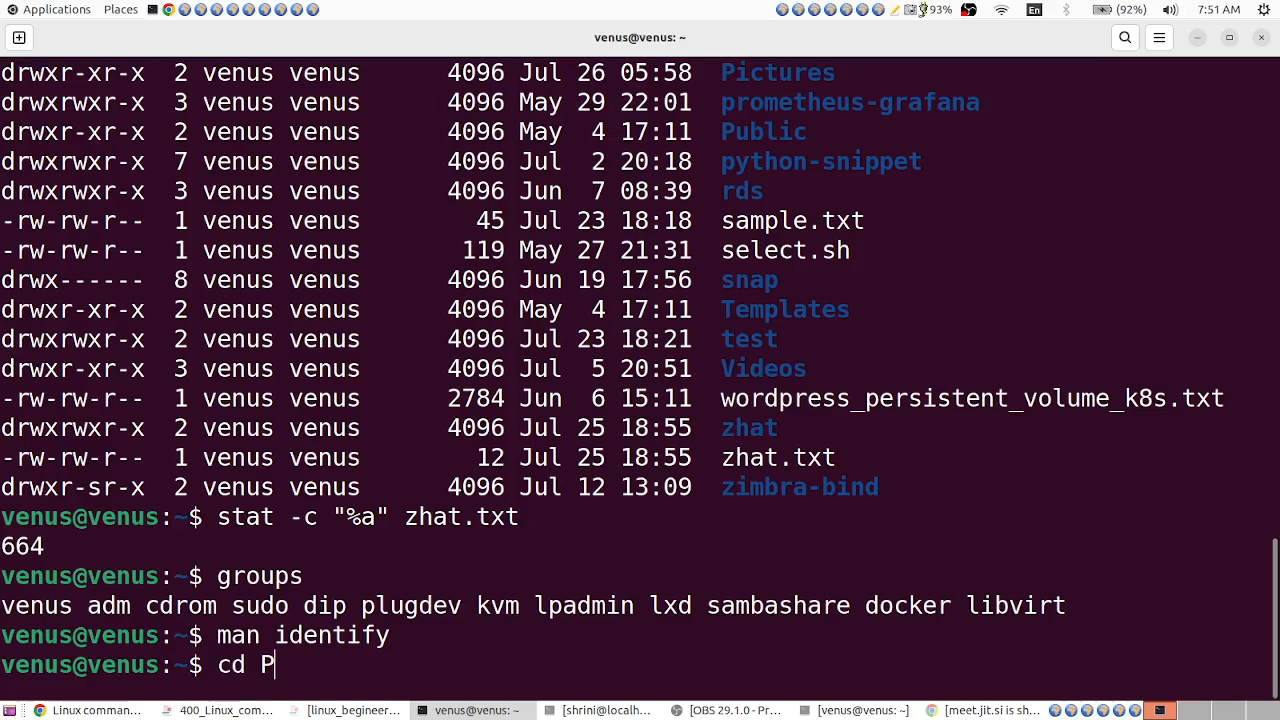 Applications Places 93% En (92%) 7:51 AM
venus@venus: ~
drwxr-xr-x 2 venus venus 4096 Jul 26 05:58 Pictures
drwxrwxr-x 3 venus venus 4096 May 29 22:01 prometheus-grafana
drwxr-xr-x 2 venus venus 4096 May 4 17:11 Public
drwxrwxr-x 7 venus venus 4096 Jul 2 20:18 python-snippet
drwxrwxr-x 3 venus venus 4096 Jun 7 08:39 rds
-rw-rw-r-- 1 venus venus 45 Jul 23 18:18 sample.txt
-rw-rw-r-- 1 venus venus 119 May 27 21:31 select.sh
drwx------ 8 venus venus 4096 Jun 19 17:56 snap
drwxr-xr-x 2 venus venus 4096 May 4 17:11 Templates
drwxrwxr-x 2 venus venus 4096 Jul 23 18:21 test
drwxr-xr-x 3 venus venus 4096 Jul 5 20:51 Videos
-rw-rw-r-- 1 venus venus 2784 Jun 6 15:11 wordpress_persistent_volume_k8s.txt
drwxrwxr-x 2 venus venus 4096 Jul 25 18:55 zhat
-rw-rw-r-- 1 venus venus 12 Jul 25 18:55 zhat.txt
drwxr-sr-x 2 venus venus 4096 Jul 12 13:09 zimbra-bind
venus@venus:~$ stat -c "%a" zhat.txt
664
venus@venus:~$ groups
venus adm cdrom sudo dip plugdev kvm lpadmin lxd sambashare docker libvirt
venus@venus:~$ man identify
venus@venus:~$ cd P
Linux comman... 400_Linux_com... [linux_begineer... venus@venus: ~ [shrini@localh... [OBS 29.1.0 - Pr... [venus@venus: ~] [meet.jit.si is sh...